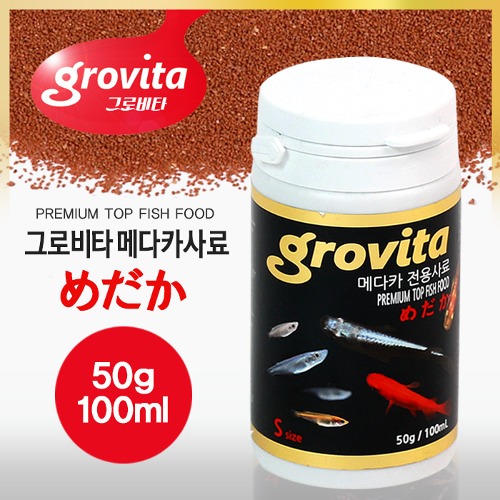 grovita
그로비타
PREMIUM TOP FISH FOOD
그로비타 메다카사료
めだか
50g
100ml
grovita
메다카 전용사료
PREMIUM TOP FISH FOOD
めだか
S size
50g / 100mL